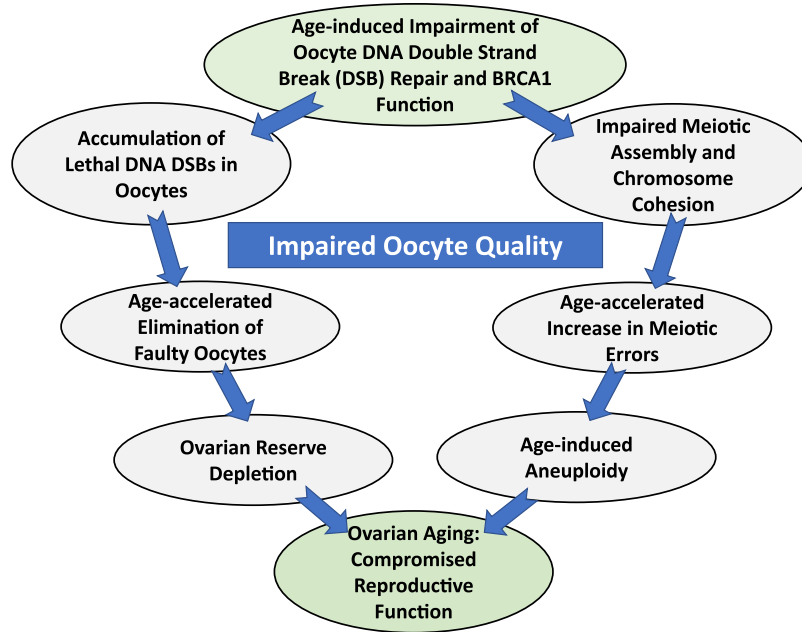 Age-induced Impairment of
Oocyte DNA Double Strand
Break (DSB) Repair and BRCA1
Function
Accumulation of
Lethal DNA DSBs in
Oocytes
Impaired Meiotic
Assembly and
Chromosome
Cohesion
Impaired Oocyte Quality
Age-accelerated
Elimination of
Faulty Oocytes
Age-accelerated
Increase in Meiotic
Errors
Ovarian Reserve
Depletion
Age-induced
Aneuploidy
Ovarian Aging:
Compromised
Reproductive
Function